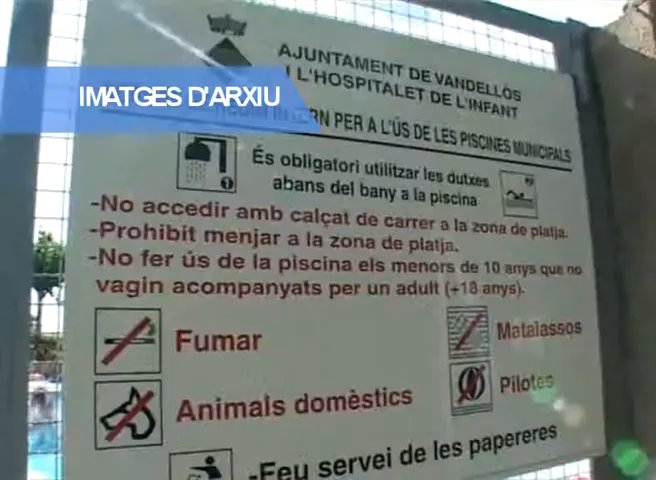 AJUNTAMENT DE VANDELLÒS
I L'HOSPITALET DE L'INFANT
IMATGES D'ARXIU
PER A L'ÚS DE LES PISCINES MUNICIPALS
És obligatori utilitzar les dutxes
abans del bany a la piscina
-No accedir amb calçat de carrer a la zona de platja.
-Prohibit menjar a la zona de platja.
-No fer ús de la piscina els menors de 10 anys que no
vagin acompanyats per un adult (+18 anys).
Fumar
Matalassos
Animals domèstics
Pilotes
-Feu servei de les papereres